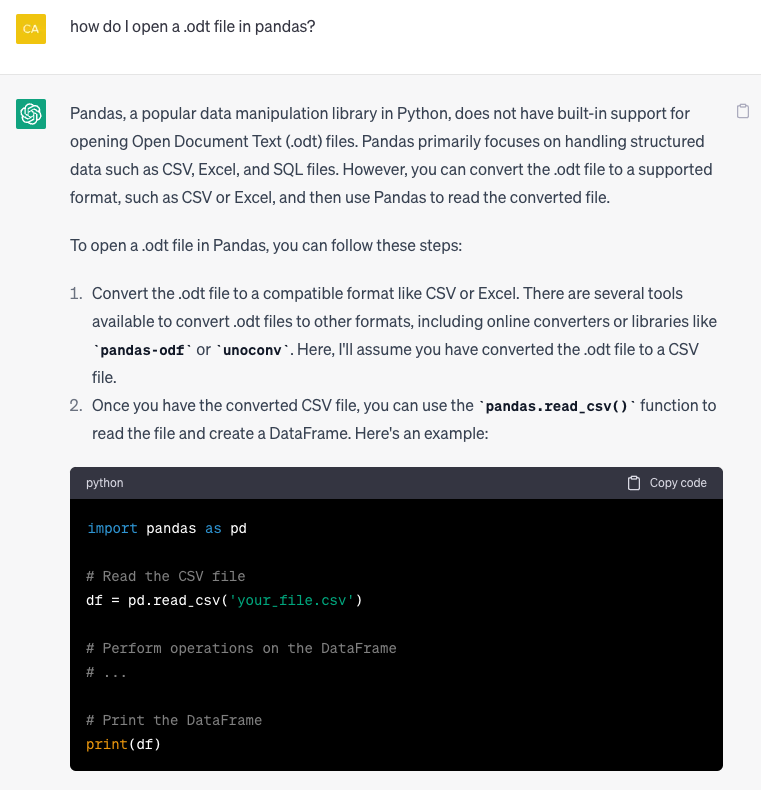 CA
how do I open a .odt file in pandas?
Pandas, a popular data manipulation library in Python, does not have built-in support for
opening Open Document Text (.odt) files. Pandas primarily focuses on handling structured
data such as CSV, Excel, and SQL files. However, you can convert the .odt file to a supported
format, such as CSV or Excel, and then use Pandas to read the converted file.
To open a .odt file in Pandas, you can follow these steps:
1. Convert the .odt file to a compatible format like CSV or Excel. There are several tools
available to convert .odt files to other formats, including online converters or libraries like
`pandas-odf` or `unoconv`. Here, I'll assume you have converted the .odt file to a CSV
file.
2. Once you have the converted CSV file, you can use the `pandas.read_csv()` function to
read the file and create a DataFrame. Here's an example:
python Copy code
import pandas as pd
# Read the CSV file
df = pd.read_csv('your_file.csv')
# Perform operations on the DataFrame
# ...
# Print the DataFrame
print(df)